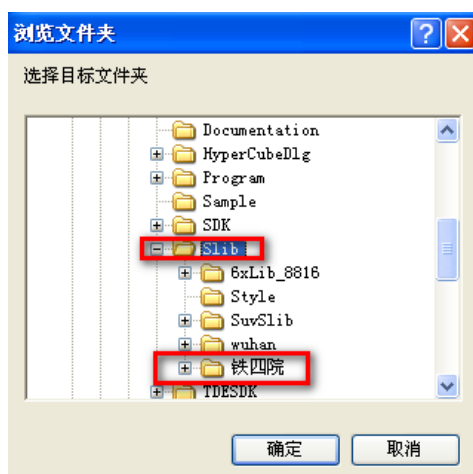 浏览文件夹
选择目标文件夹
Documentation
HyperCubeDlg
Program
Sample
SDK
Slib
6xLib_8816
Style
SuvSlib
wuhan
铁四院
TDESDK
确定 取消